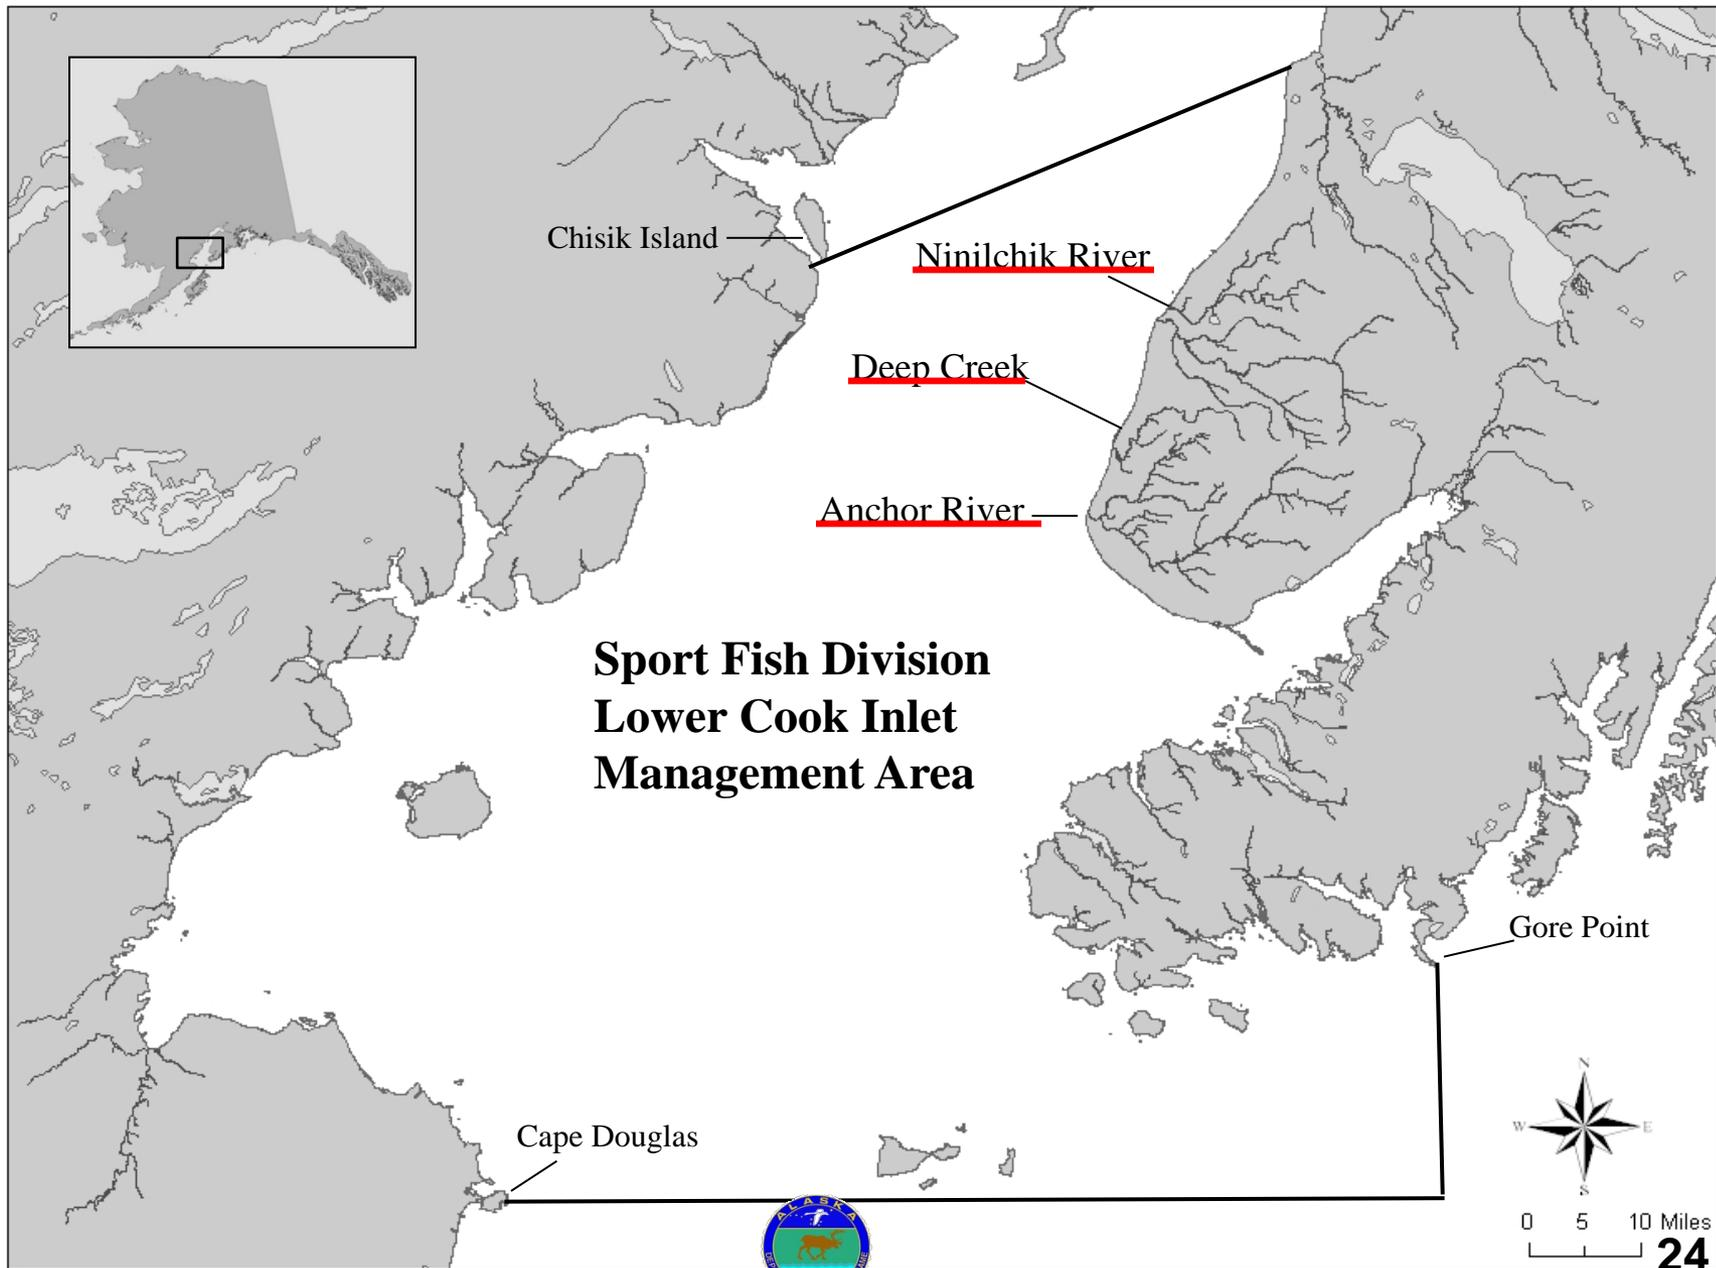 Chisik Island
Ninilchik River
Deep Creek
Anchor River
Sport Fish Division
Lower Cook Inlet
Management Area
Gore Point
Cape Douglas
N
W E
S
0 5 10 Miles
24
ALASKA